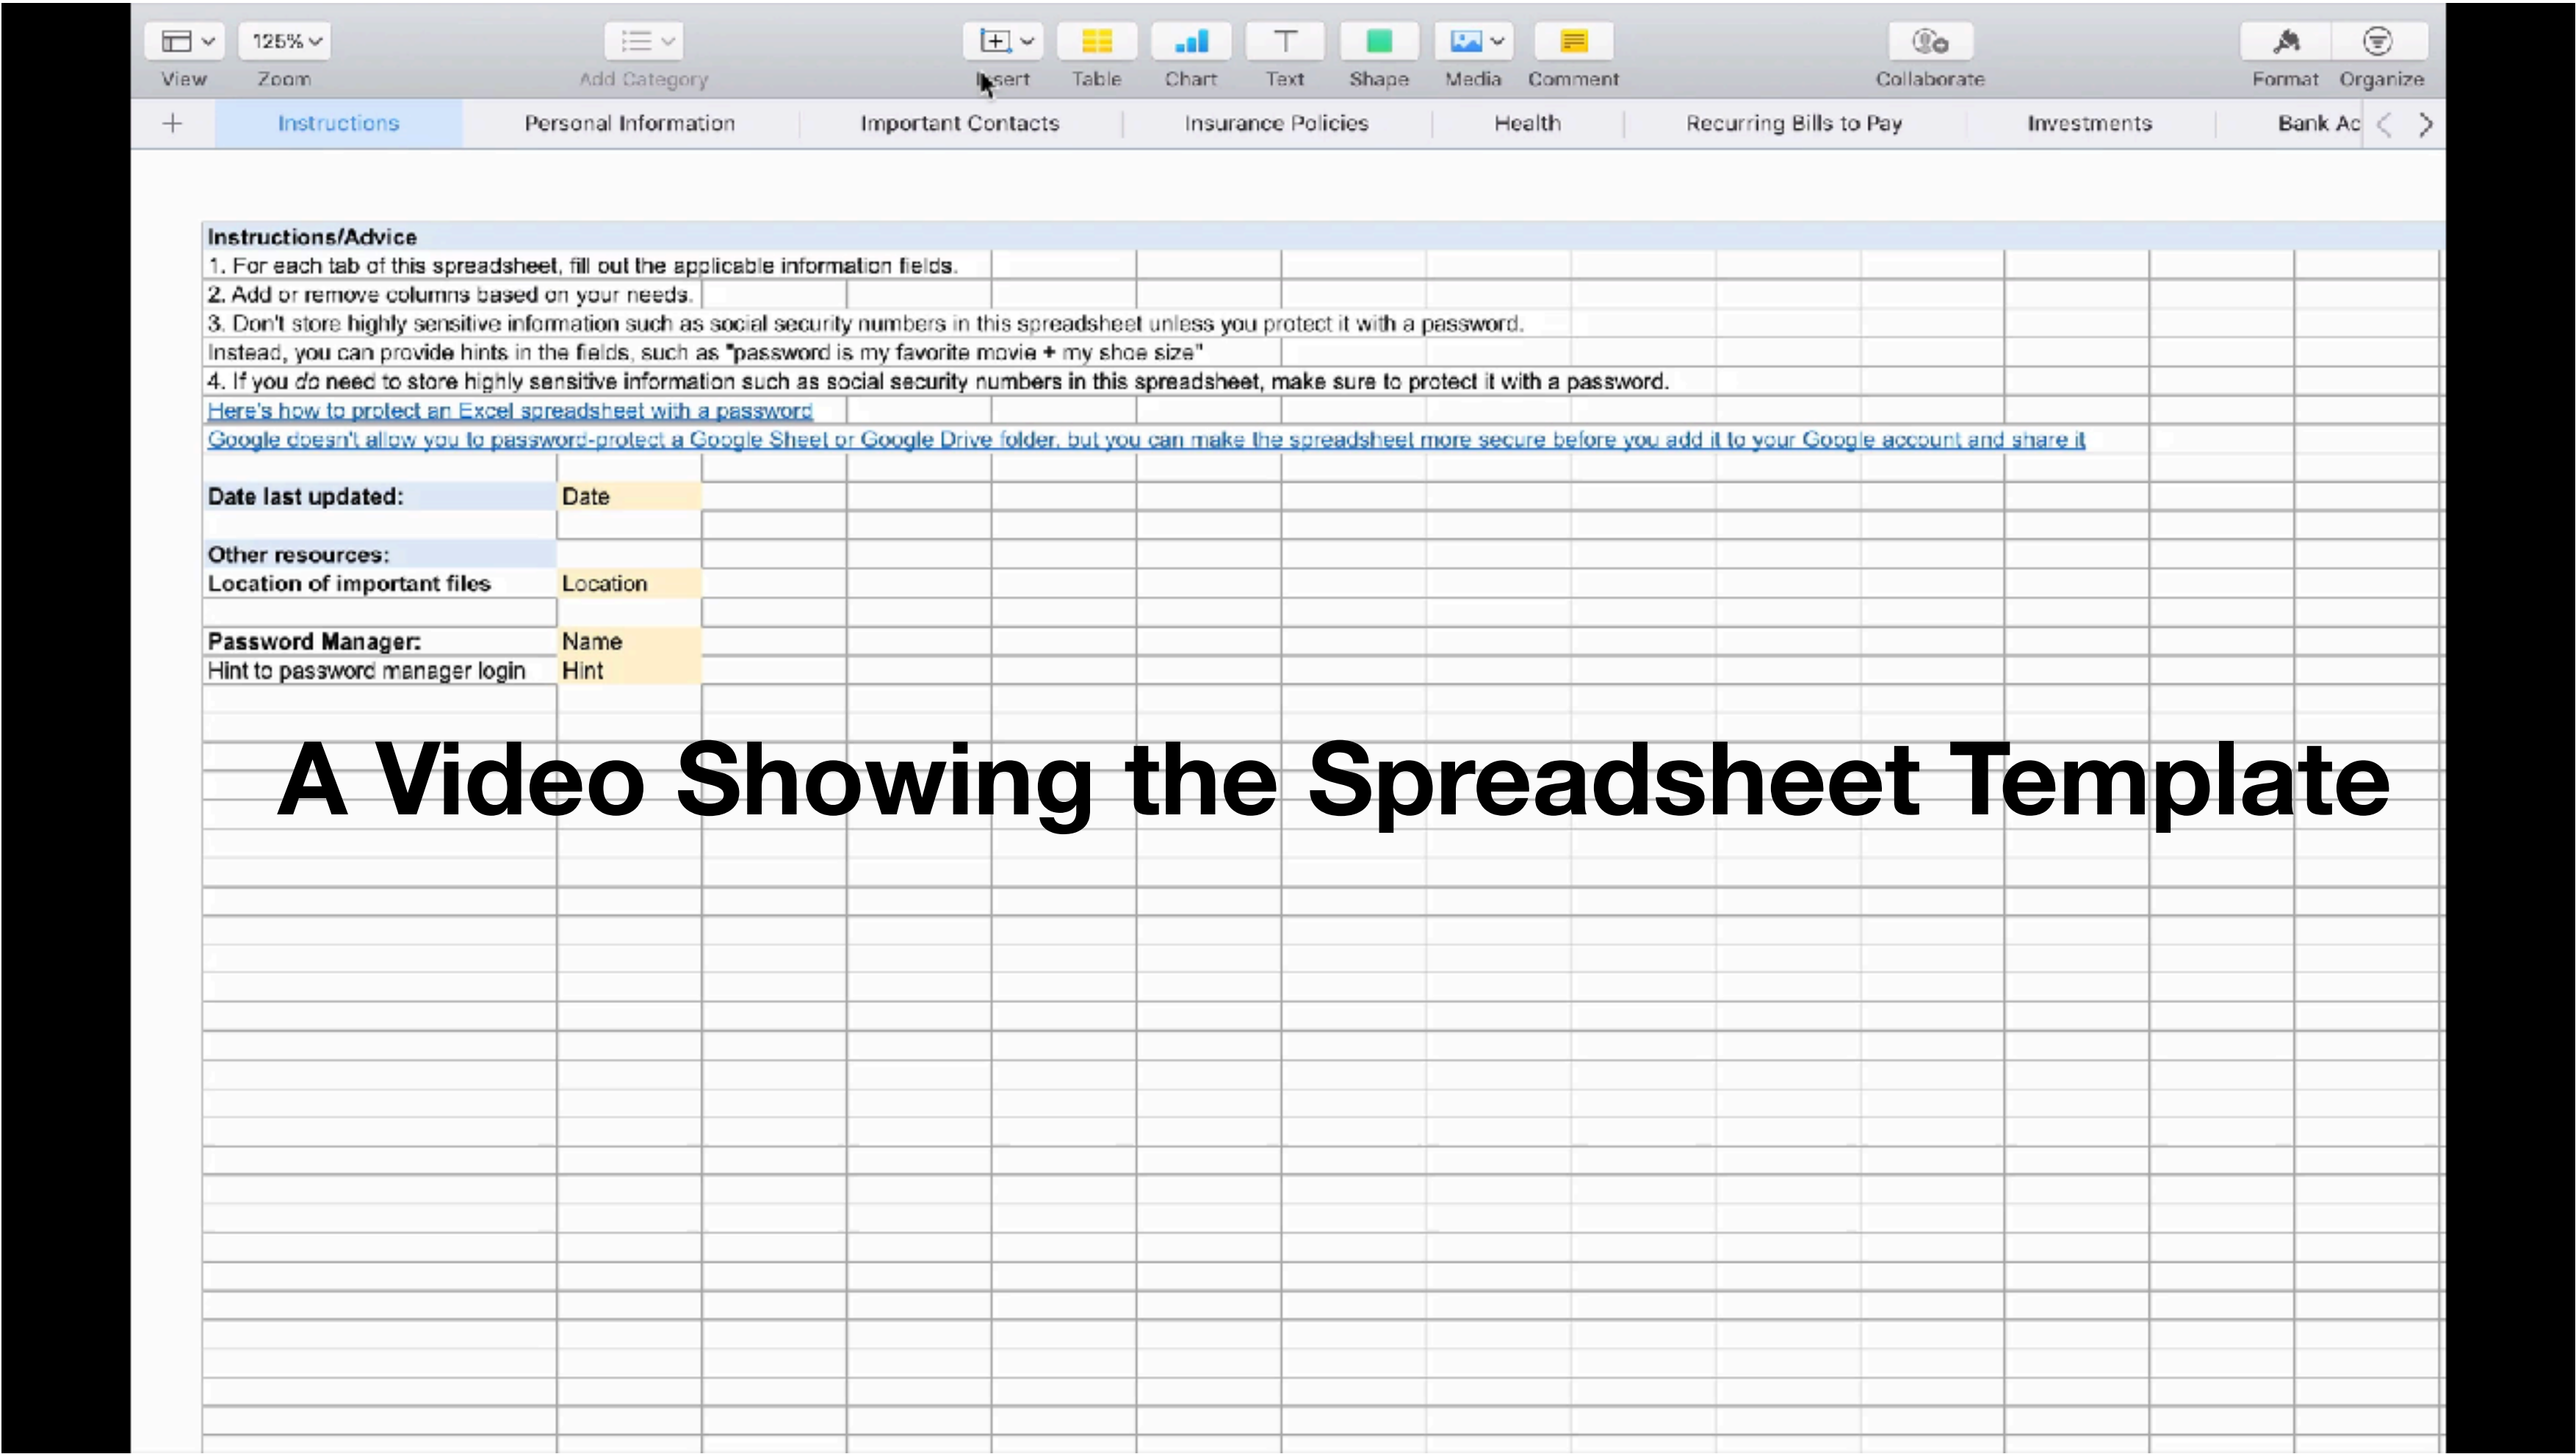 125%
View
Zoom
Add Category
Insert
Table
Chart
Text
Shape
Media
Comment
Collaborate
Format
Organize
Instructions
Personal Information
Important Contacts
Insurance Policies
Health
Recurring Bills to Pay
Investments
Bank Ac
Instructions/Advice
1. For each tab of this spreadsheet, fill out the applicable information fields.
2. Add or remove columns based on your needs.
3. Don't store highly sensitive information such as social security numbers in this spreadsheet unless you protect it with a password.
Instead, you can provide hints in the fields, such as "password is my favorite movie + my shoe size"
4. If you do need to store highly sensitive information such as social security numbers in this spreadsheet, make sure to protect it with a password.
Here's how to protect an Excel spreadsheet with a password
Google doesn't allow you to password-protect a Google Sheet or Google Drive folder, but you can make the spreadsheet more secure before you add it to your Google account and share it
Date last updated: Date
Other resources:
Location of important files Location
Password Manager: Name
Hint to password manager login Hint
A Video Showing the Spreadsheet Template